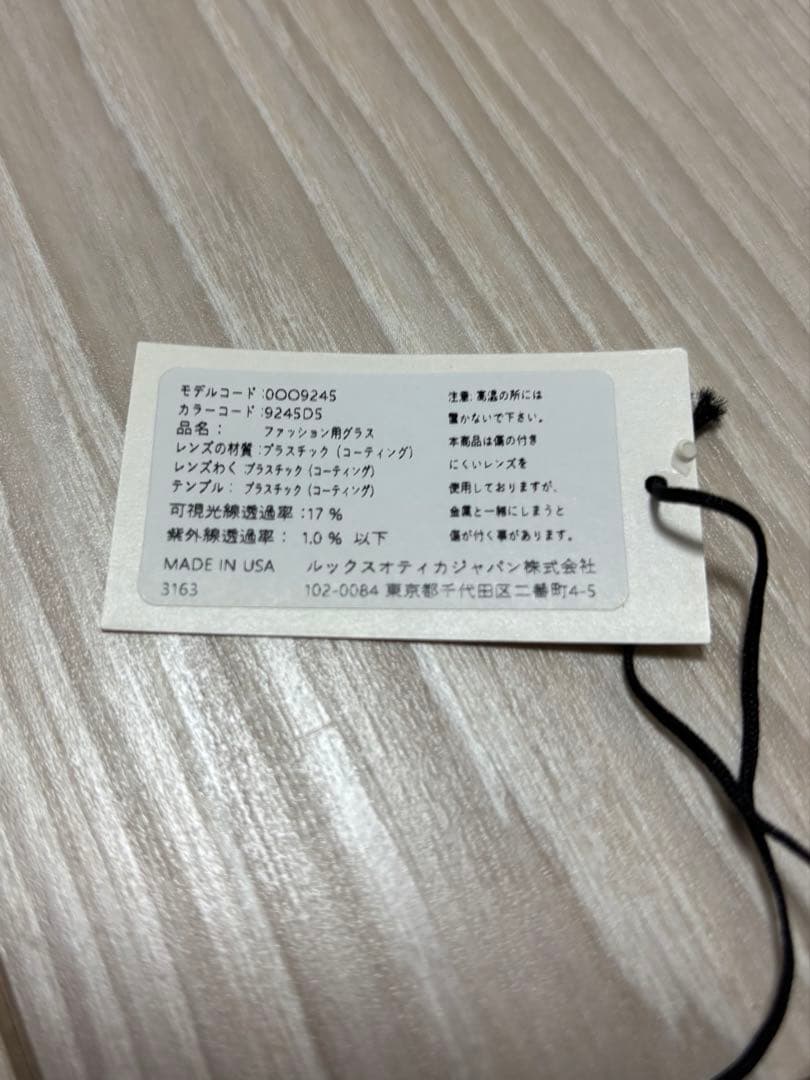 モデルコード:0OO9245
カラーコード:9245D5
品名: ファッション用グラス
レンズの材質:プラスチック(コーティング)
レンズわく:プラスチック(コーティング)
テンプル: プラスチック(コーティング)
可視光線透過率:17%
紫外線透過率: 1.0% 以下
注意:高温の所には
置かないで下さい。
本商品は傷の付き
にくいレンズを
使用しておりますが、
金属と一緒にしまうと
傷が付く事があります。
MADE IN USA ルックスオティカジャパン株式会社
3163 102-0084 東京都千代田区二番町4-5